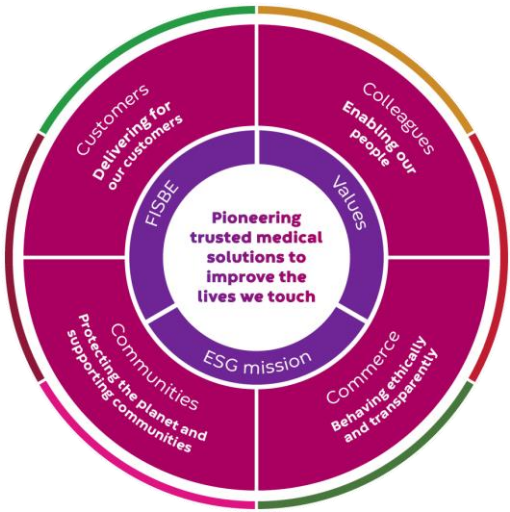 Customers
Delivering for
our customers
Colleagues
Enabling our
people
FISBE
Values
Pioneering
trusted medical
solutions to
improve the
lives we touch
ESG mission
Communities
Protecting the planet and
supporting communities
Commerce
Behaving ethically
and transparently